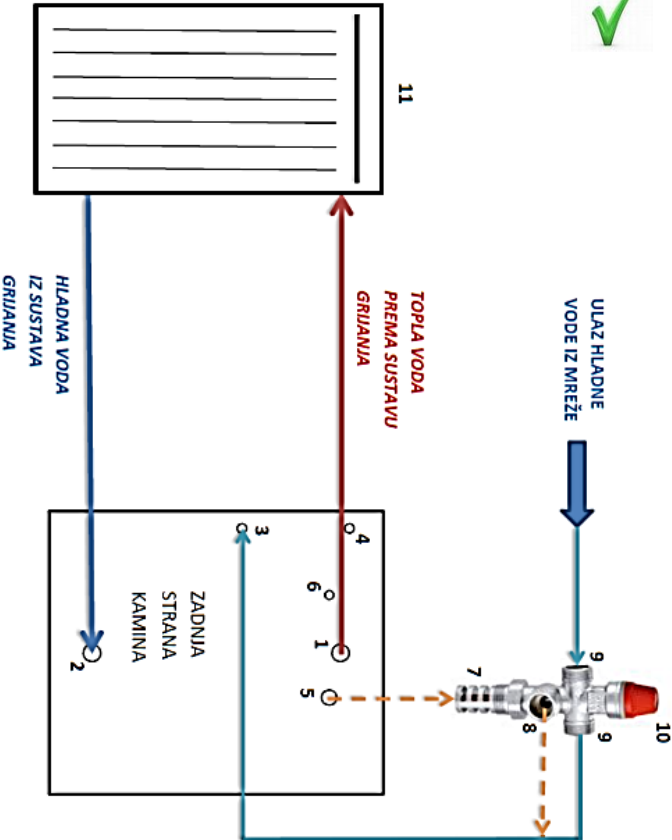 10
9
9
ULAZ HLADNE
VODE IZ MREŽE
8
7
TOPLA VODA
PREMA SUSTAVU
GRIJANJA
11
4
6
1
5
3
ZADNJA
STRANA
KAMINA
2
HLADNA VODA
IZ SUSTAVA
GRIJANJA